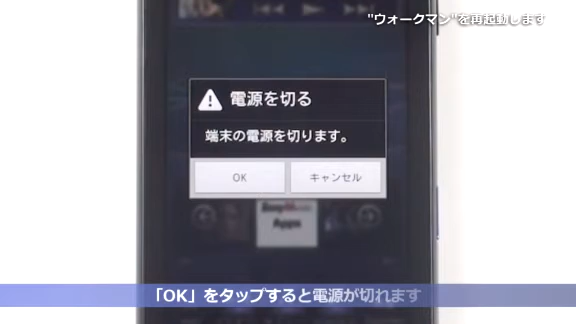 "ウォークマン"を再起動します
電源を切る
端末の電源を切ります。
OK
キャンセル
Apps
「OK」をタップすると電源が切れます